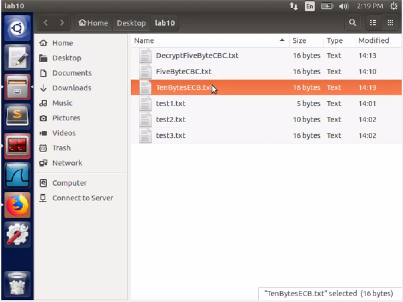 lab10
En
2:19 PM
Home Desktop lab10
Home
Desktop
Documents
Downloads
Music
Pictures
Videos
Trash
Network
Computer
Connect to Server
Name Size Type Modified
DecryptFiveByteCBC.txt 16 bytes Text 14:13
FiveByteCBC.txt 16 bytes Text 14:10
TenBytesECB.txt 16 bytes Text 14:19
test1.txt 5 bytes Text 14:01
test2.txt 10 bytes Text 14:02
test3.txt 16 bytes Text 14:02
"TenBytesECB.txt" selected (16 bytes)